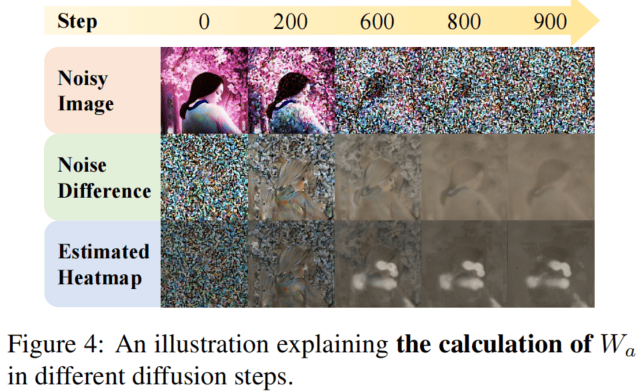 Step 0 200 600 800 900
Noisy
Image
Noise
Difference
Estimated
Heatmap
Figure 4: An illustration explaining the calculation of Wₐ
in different diffusion steps.